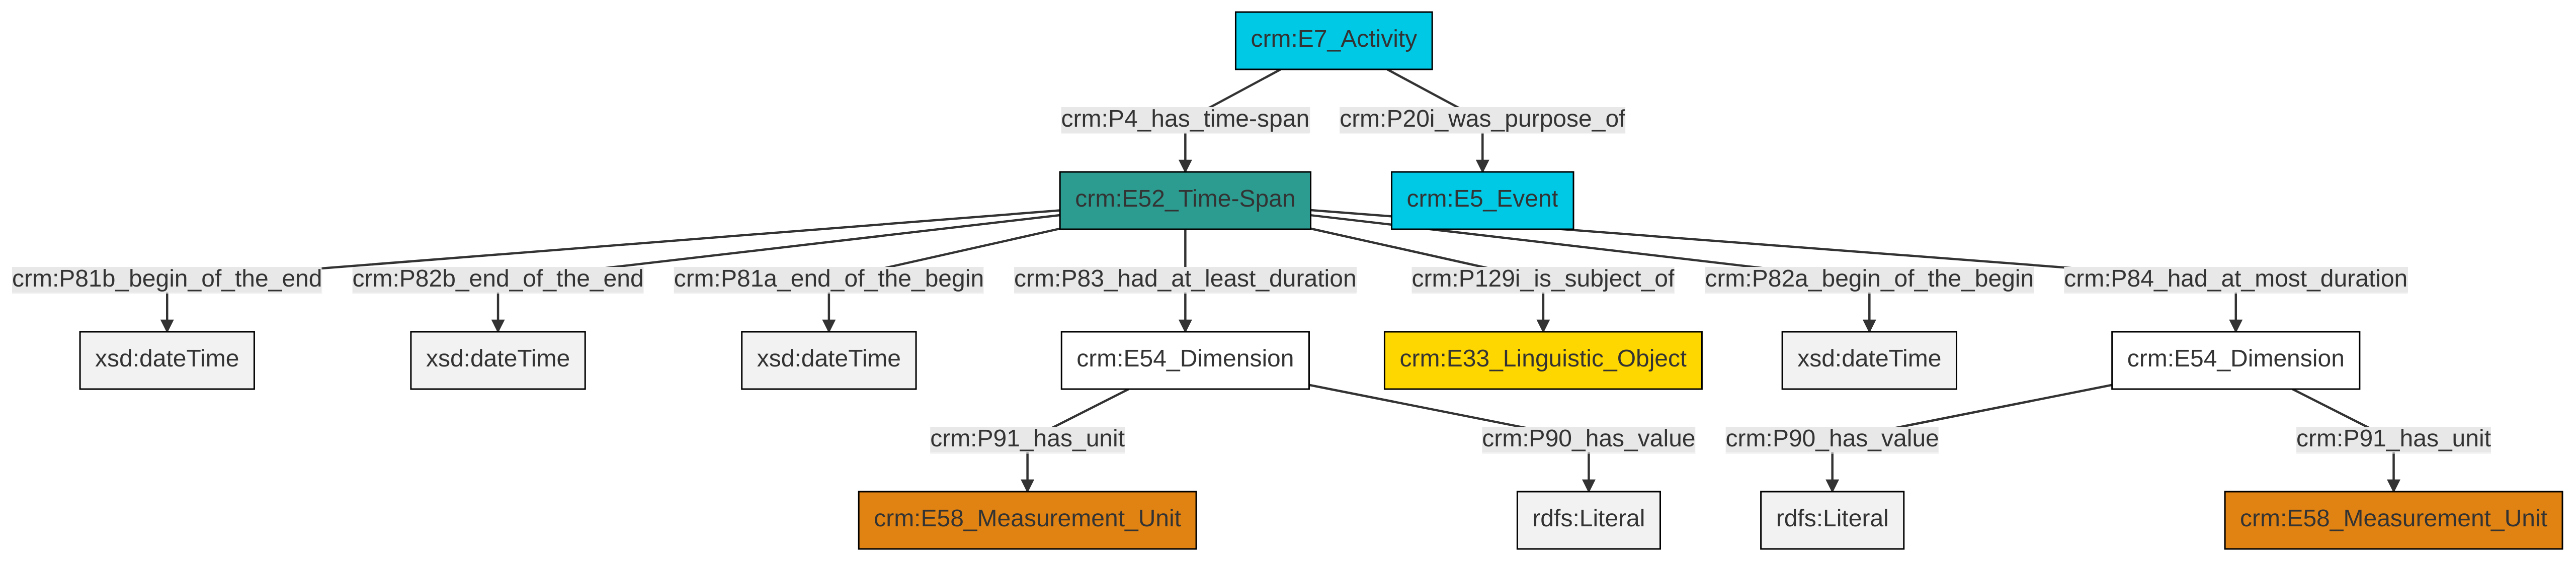 crm:E7_Activity
crm:P4_has_time-span
crm:P20i_was_purpose_of
crm:E52_Time-Span
crm:E5_Event
crm:P81b_begin_of_the_end
crm:P82b_end_of_the_end
crm:P81a_end_of_the_begin
crm:P83_had_at_least_duration
crm:P129i_is_subject_of
crm:P82a_begin_of_the_begin
crm:P84_had_at_most_duration
xsd:dateTime
xsd:dateTime
xsd:dateTime
crm:E54_Dimension
crm:E33_Linguistic_Object
xsd:dateTime
crm:E54_Dimension
crm:P91_has_unit
crm:P90_has_value
crm:P90_has_value
crm:P91_has_unit
crm:E58_Measurement_Unit
rdfs:Literal
rdfs:Literal
crm:E58_Measurement_Unit